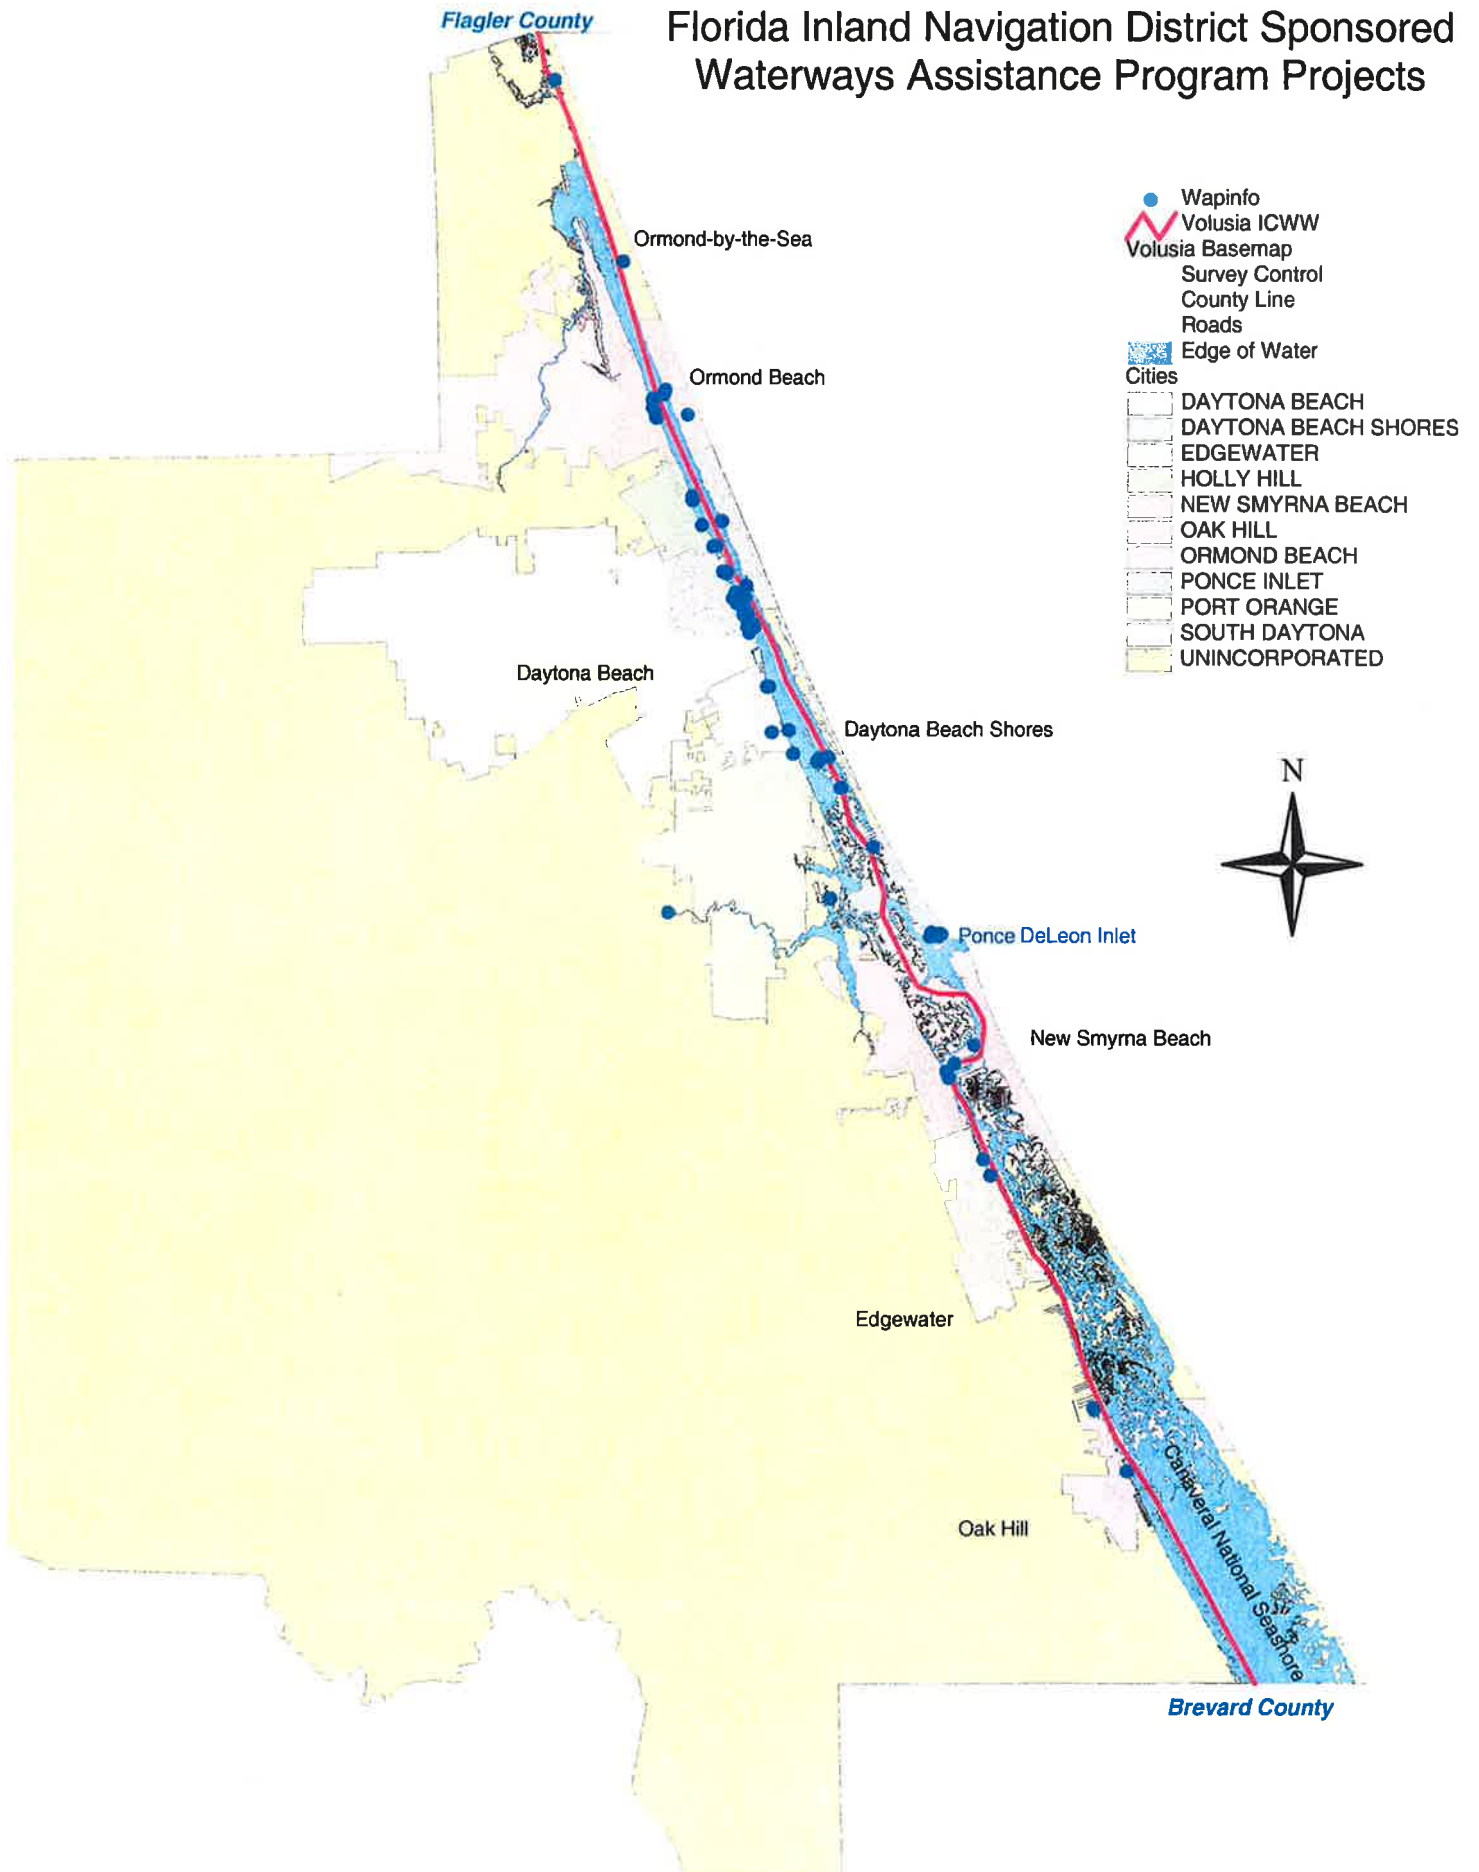 Flagler County
Florida Inland Navigation District Sponsored
Waterways Assistance Program Projects
Wapinfo
Volusia ICWW
Volusia Basemap
Survey Control
County Line
Roads
Edge of Water
Cities
DAYTONA BEACH
DAYTONA BEACH SHORES
EDGEWATER
HOLLY HILL
NEW SMYRNA BEACH
OAK HILL
ORMOND BEACH
PONCE INLET
PORT ORANGE
SOUTH DAYTONA
UNINCORPORATED
Ormond-by-the-Sea
Ormond Beach
Daytona Beach
Daytona Beach Shores
N
Ponce DeLeon Inlet
New Smyrna Beach
Edgewater
Canaveral National Seashore
Oak Hill
Brevard County